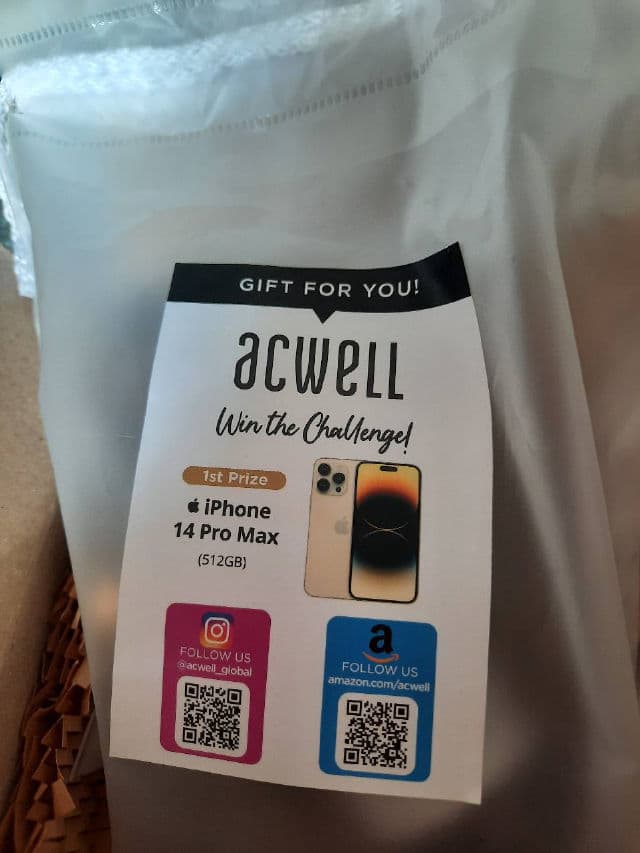 GIFT FOR YOU!
acwell
Win the Challenge!
1st Prize
iPhone
14 Pro Max
(512GB)
FOLLOW US
@acwell_global
a
FOLLOW US
amazon.com/acwell